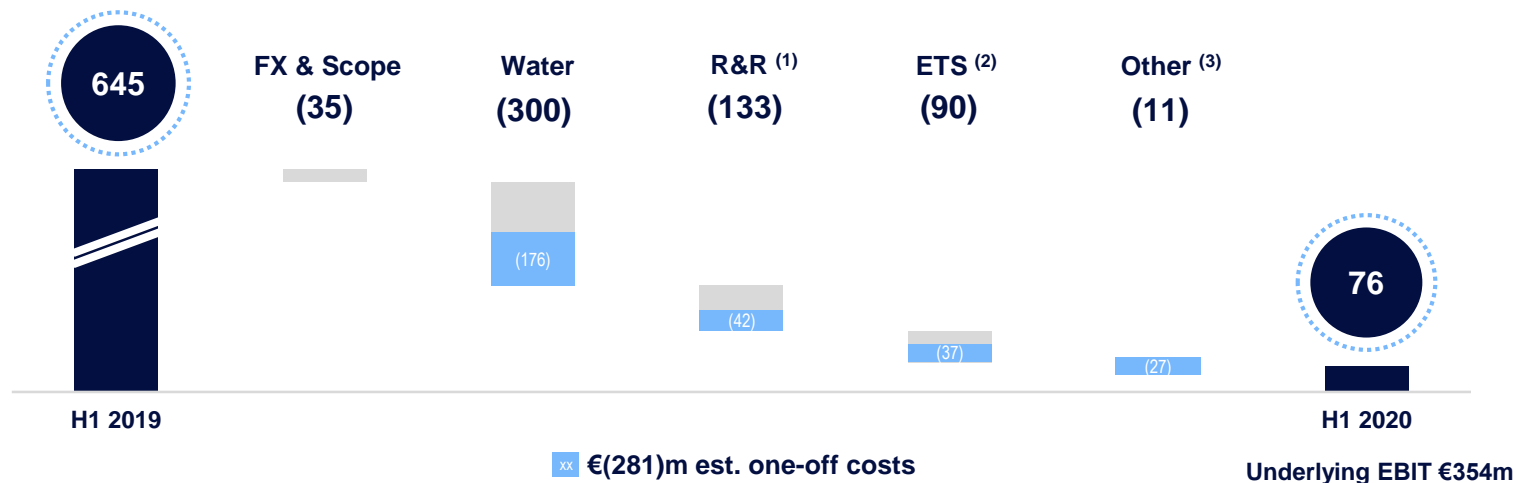 645
FX & Scope
(35)
Water
(300)
R&R (1)
(133)
ETS (2)
(90)
Other (3)
(11)
(176)
(42)
(37)
(27)
76
H1 2019
H1 2020
xx €(281)m est. one-off costs
Underlying EBIT €354m